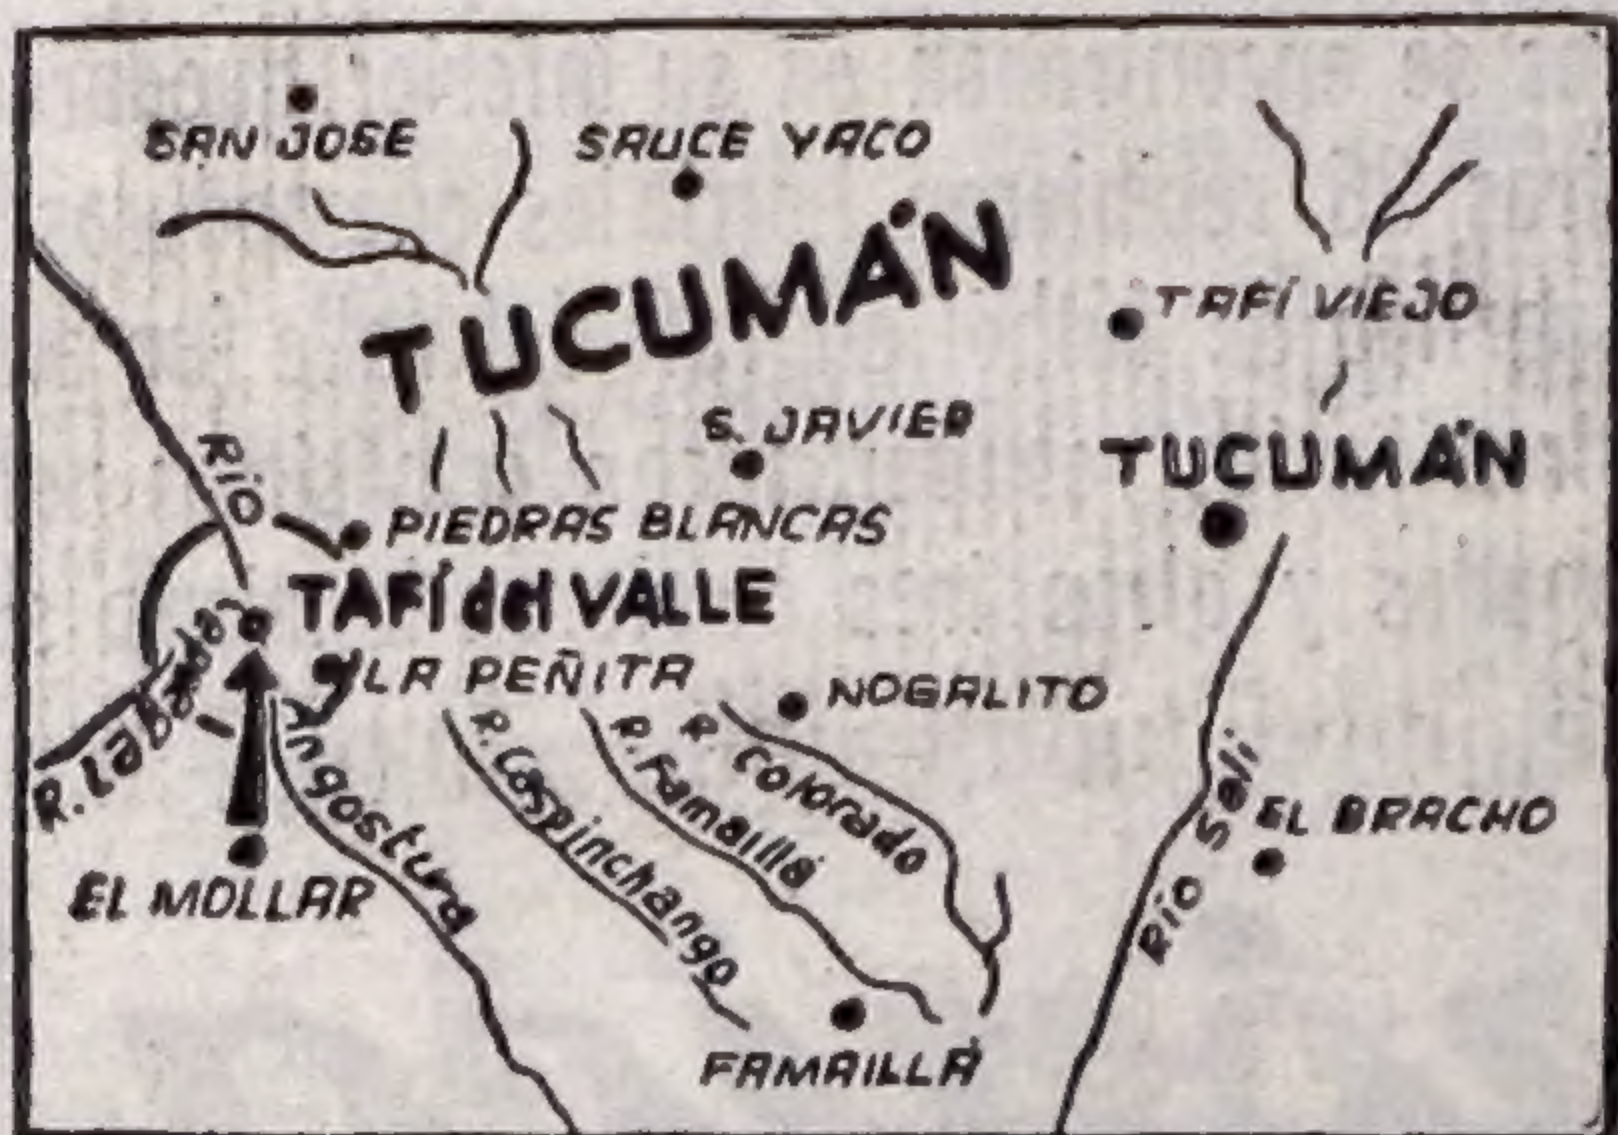 SAN JOSE
SAUCE YACO
TUCUMÁN
TAFÍ VIEJO
S. JAVIER
TUCUMÁN
RÍO
PIEDRAS BLANCAS
TAFÍ del VALLE
LA PEÑITA
NOGALITO
Angostura
R. Caspinchango
R. Famaillá
R. Colorado
Río Sali
EL BRACHO
EL MOLLAR
FAMAILLÁ